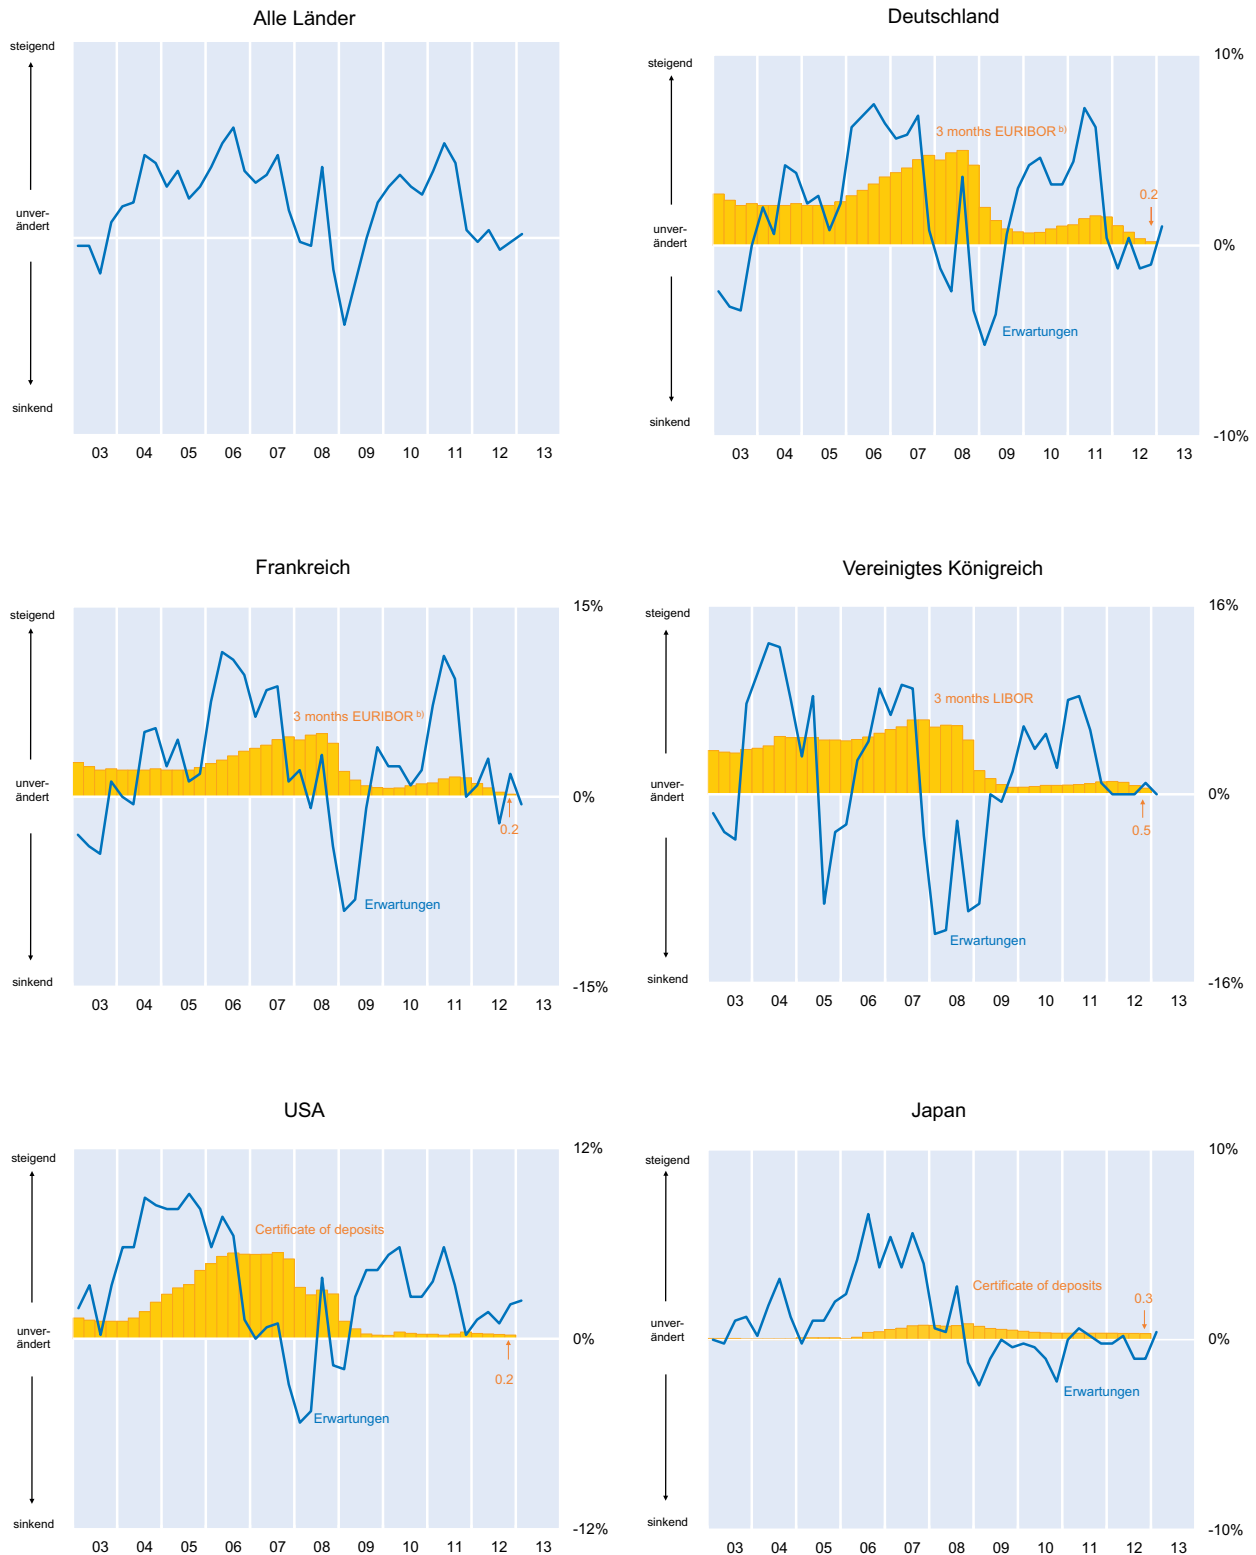 Alle Länder
steigend
unver-
ändert
sinkend
03 04 05 06 07 08 09 10 11 12 13
Deutschland
steigend
10%
3 months EURIBOR b)
0.2
unver-
ändert
0%
Erwartungen
sinkend
-10%
03 04 05 06 07 08 09 10 11 12 13
Frankreich
steigend
15%
3 months EURIBOR b)
unver-
ändert
0%
0.2
Erwartungen
sinkend
-15%
03 04 05 06 07 08 09 10 11 12 13
Vereinigtes Königreich
steigend
16%
3 months LIBOR
unver-
ändert
0%
0.5
Erwartungen
sinkend
-16%
03 04 05 06 07 08 09 10 11 12 13
USA
steigend
12%
Certificate of deposits
unver-
ändert
0%
0.2
Erwartungen
sinkend
-12%
03 04 05 06 07 08 09 10 11 12 13
Japan
steigend
10%
Certificate of deposits
0.3
unver-
ändert
0%
Erwartungen
sinkend
-10%
03 04 05 06 07 08 09 10 11 12 13